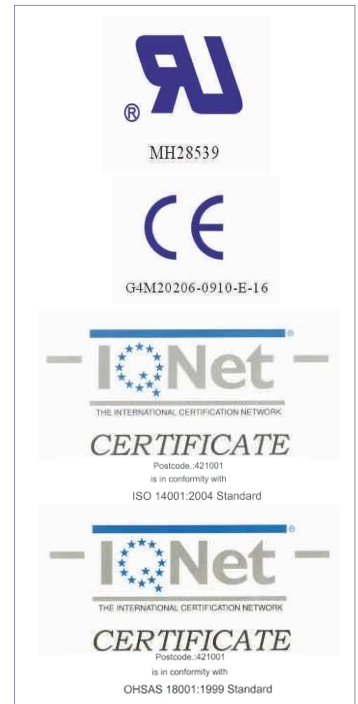 ®
MH28539
CE
G4M20206-0910-E-16
®
IQNet
THE INTERNATIONAL CERTIFICATION NETWORK
CERTIFICATE
Postcode.:421001
is in conformity with
ISO 14001:2004 Standard
®
IQNet
THE INTERNATIONAL CERTIFICATION NETWORK
CERTIFICATE
Postcode.:421001
is in conformity with
OHSAS 18001:1999 Standard